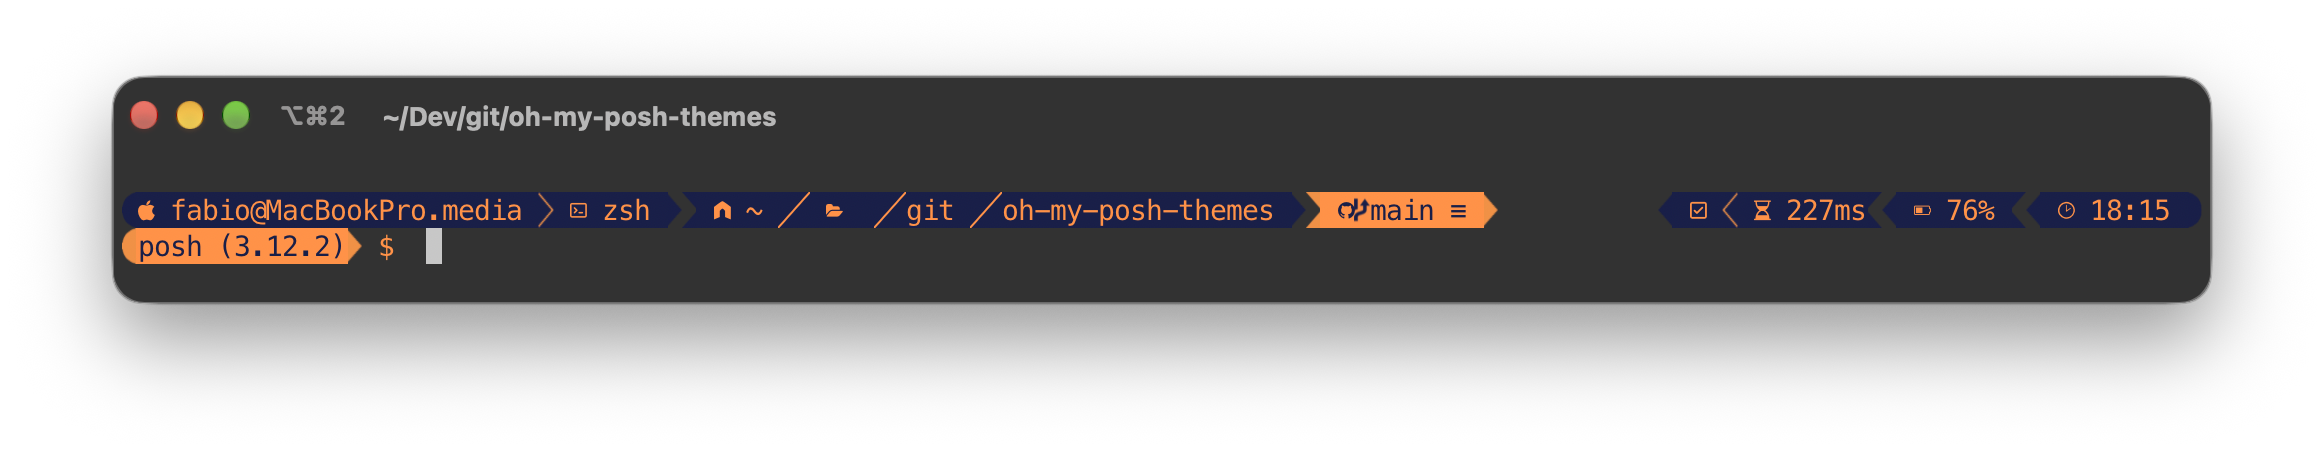 ⌥⌘2 ~/Dev/git/oh-my-posh-themes
fabio@MacBookPro.media zsh ~ / /git /oh-my-posh-themes main ≡ 227ms 76% 18:15
posh (3.12.2) $